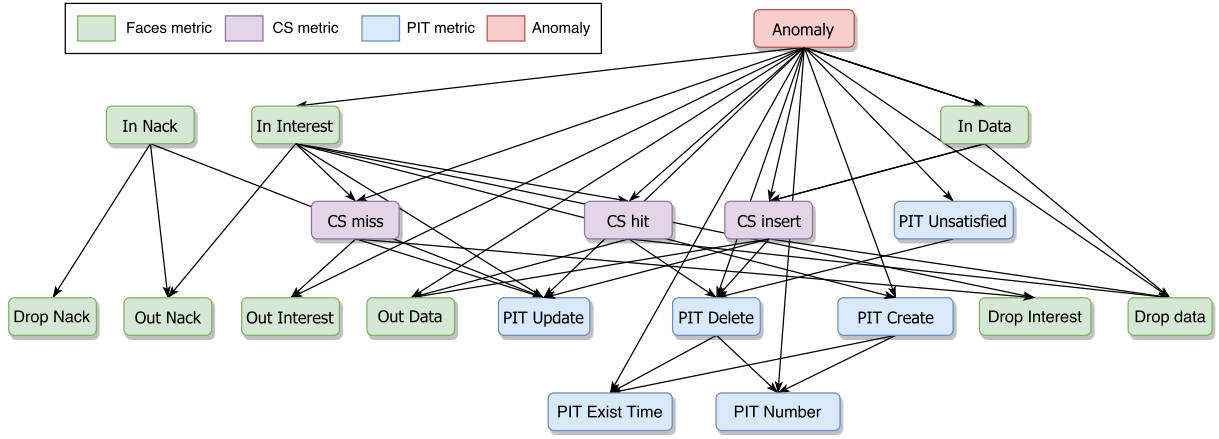 Faces metric CS metric PIT metric Anomaly
Anomaly
In Nack In Interest In Data
CS miss CS hit CS insert PIT Unsatisfied
Drop Nack Out Nack Out Interest Out Data PIT Update PIT Delete PIT Create Drop Interest Drop data
PIT Exist Time PIT Number